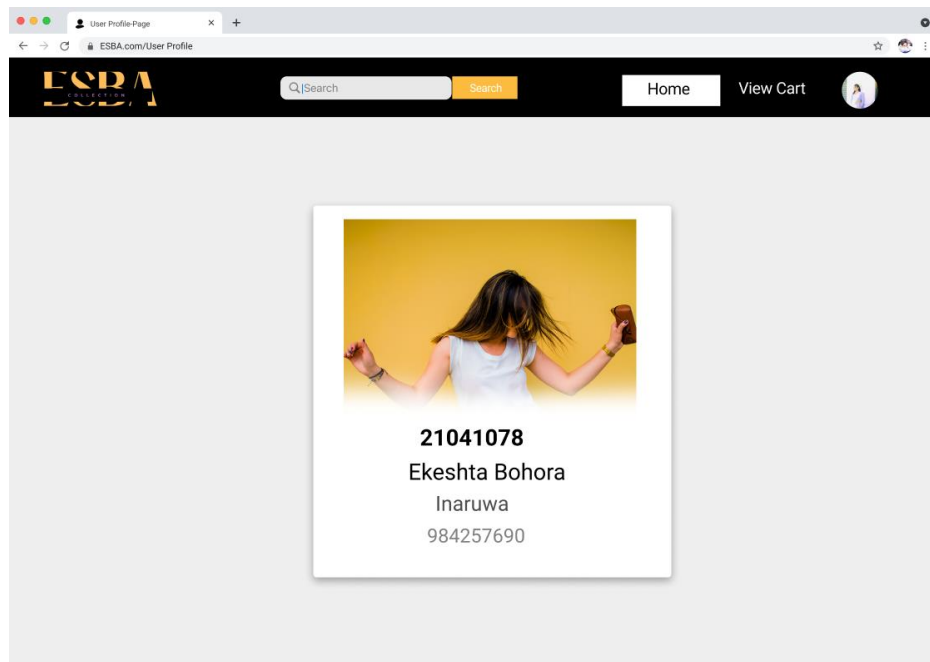 User Profile-Page
ESBA.com/User Profile
ESBA
COLLECTION
Search
Search
Home
View Cart
21041078
Ekeshta Bohora
Inaruwa
984257690